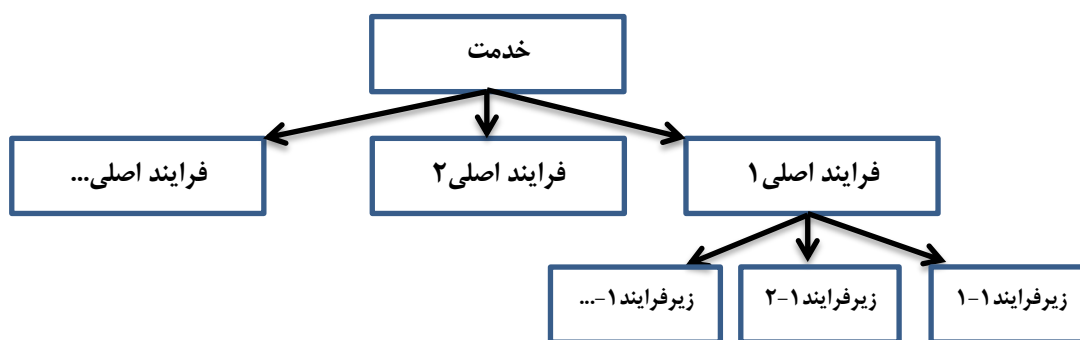 خدمت
فرایند اصلی۱
فرایند اصلی۲
فرایند اصلی...
زیرفرایند۱-۱
زیرفرایند۱-۲
زیرفرایند۱-...